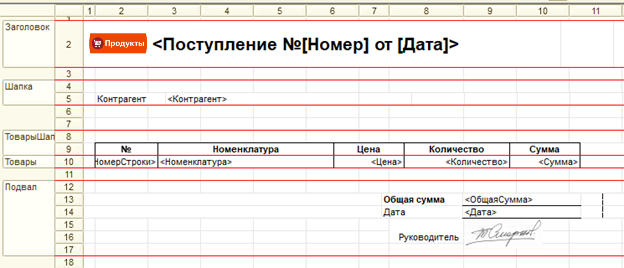 1 2 3 4 5 6 7 8 9 10 11
Заголовок
1
2 Продукты <Поступление №[Номер] от [Дата]>
3
Шапка 4
5 Контрагент <Контрагент>
6
7
ТоварыШап 8
9 № Номенклатура Цена Количество Сумма
Товары 10 НомерСтроки> <Номенклатура> <Цена> <Количество> <Сумма>
11
Подвал 12
13 Общая сумма <ОбщаяСумма>
14 Дата <Дата>
15
16 Руководитель
17
18